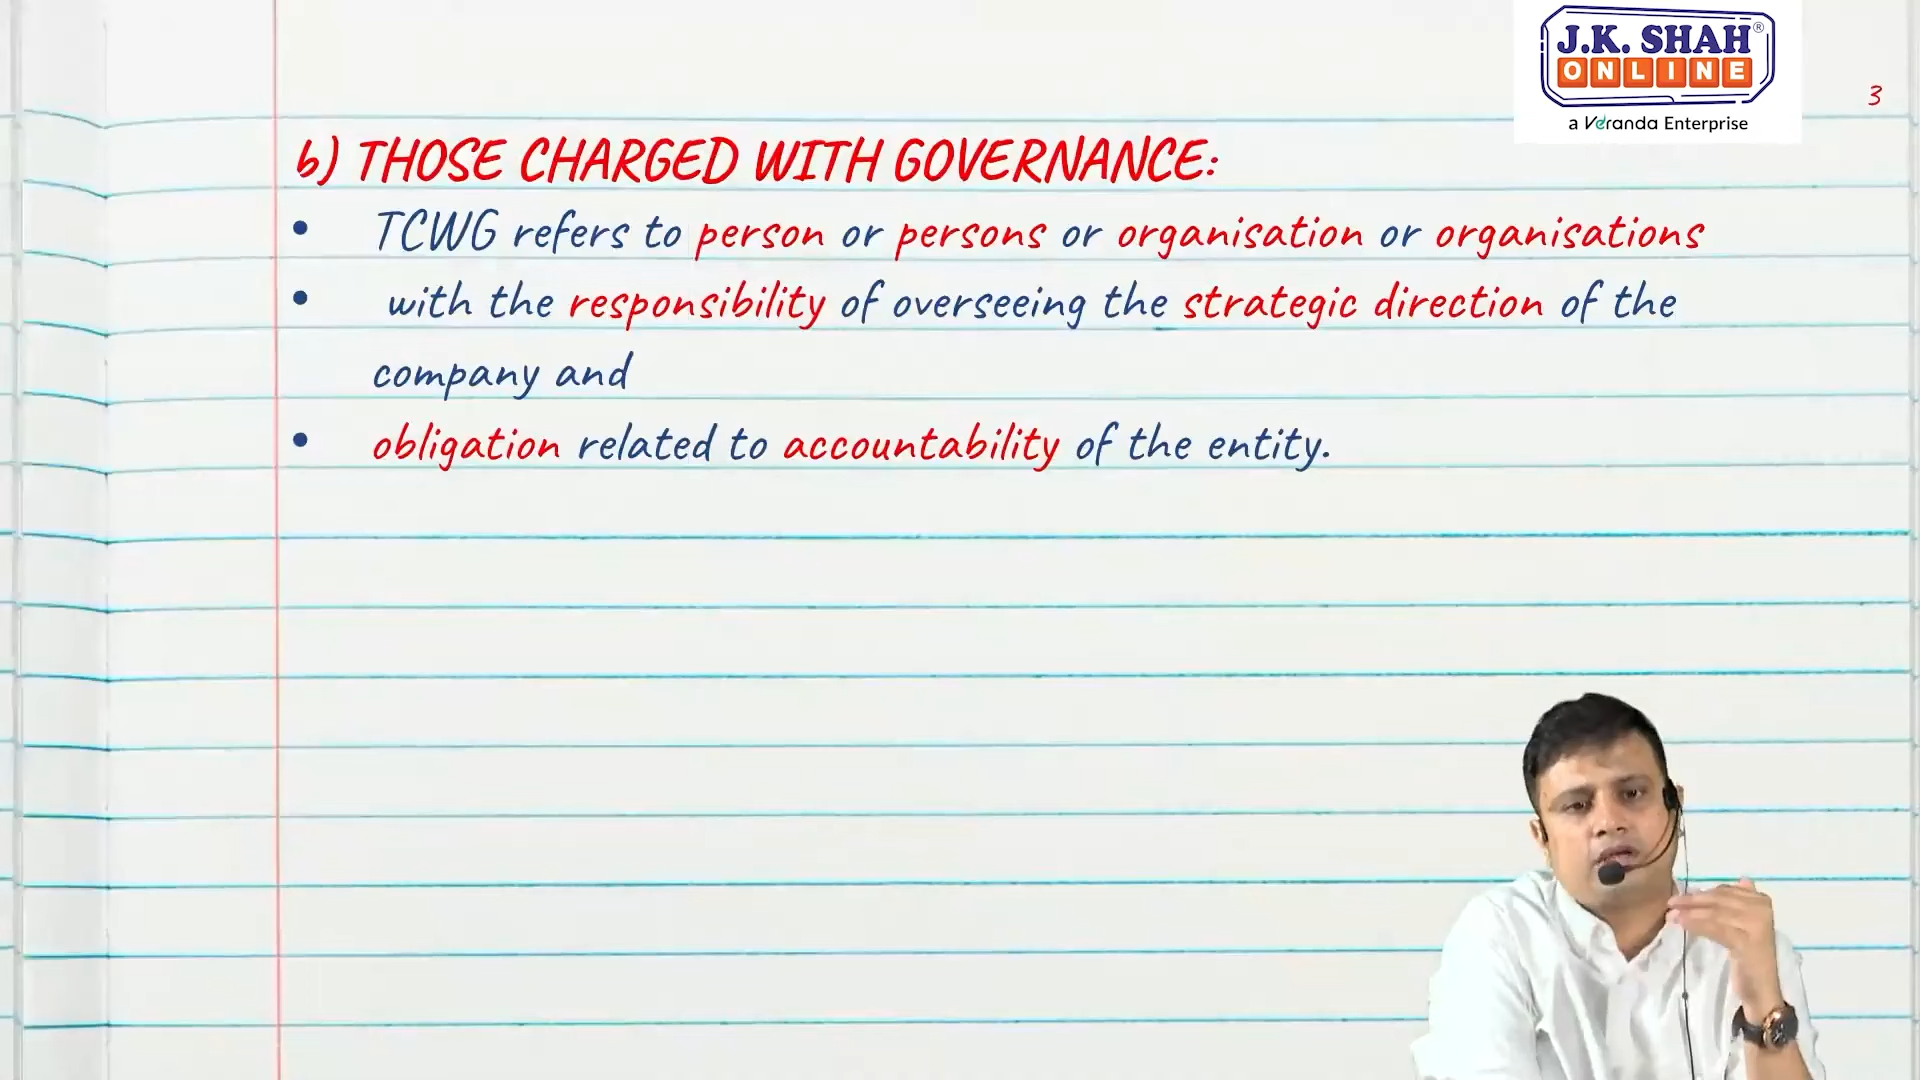 J.K. SHAH®
ONLINE
a Veranda Enterprise
3
b) THOSE CHARGED WITH GOVERNANCE:
• TCWG refers to person or persons or organisation or organisations
• with the responsibility of overseeing the strategic direction of the
company and
• obligation related to accountability of the entity.